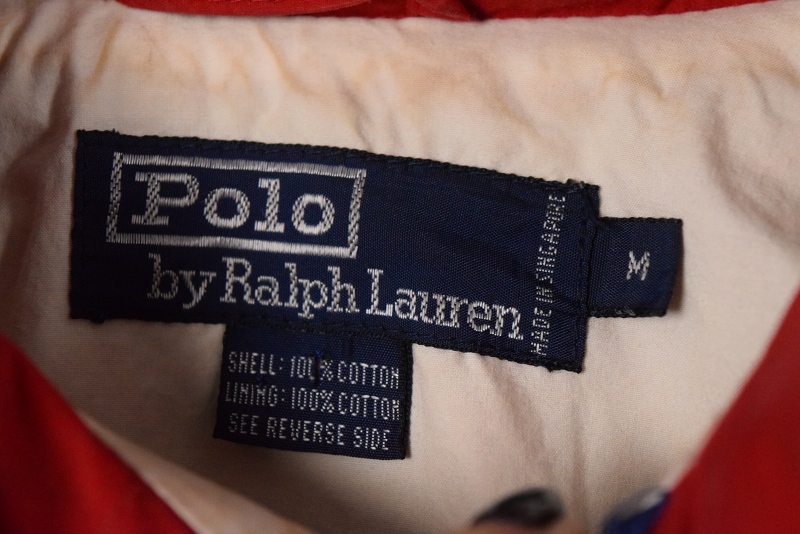 Polo
by Ralph Lauren
MADE IN SINGAPORE
M
SHELL: 100% COTTON
LINING: 100% COTTON
SEE REVERSE SIDE